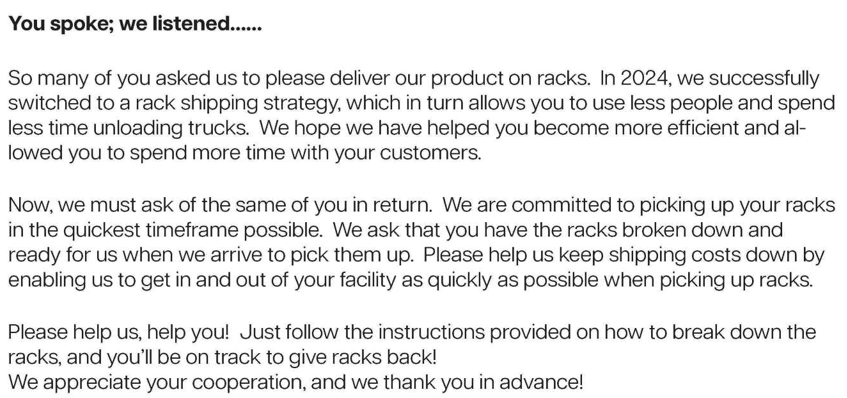 You spoke; we listened......
So many of you asked us to please deliver our product on racks.  In 2024, we successfully
switched to a rack shipping strategy, which in turn allows you to use less people and spend
less time unloading trucks.  We hope we have helped you become more efficient and al-
lowed you to spend more time with your customers.
Now, we must ask of the same of you in return.  We are committed to picking up your racks
in the quickest timeframe possible.  We ask that you have the racks broken down and
ready for us when we arrive to pick them up.  Please help us keep shipping costs down by
enabling us to get in and out of your facility as quickly as possible when picking up racks.
Please help us, help you!  Just follow the instructions provided on how to break down the
racks, and you’ll be on track to give racks back!
We appreciate your cooperation, and we thank you in advance!